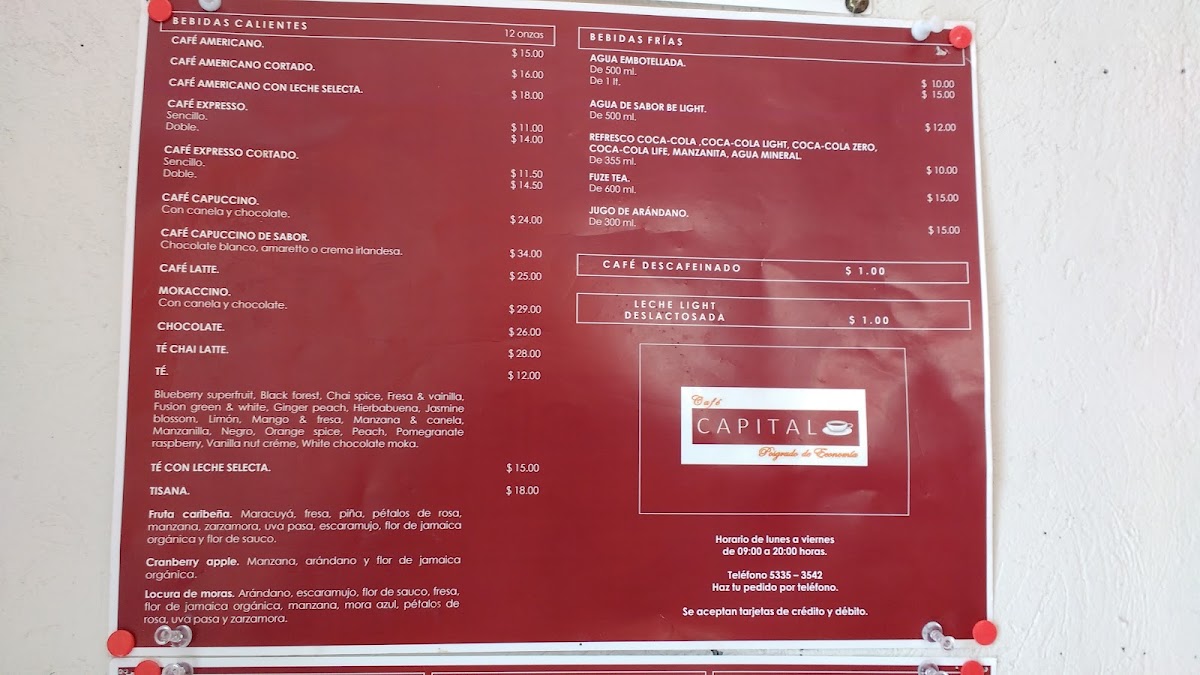 BEBIDAS CALIENTES
12 onzas
CAFÉ AMERICANO.
$ 15.00
CAFÉ AMERICANO CORTADO.
$ 16.00
CAFÉ AMERICANO CON LECHE SELECTA.
$ 18.00
CAFÉ EXPRESSO.
Sencillo.
$ 11.00
Doble.
$ 14.00
CAFÉ EXPRESSO CORTADO.
Sencillo.
$ 11.50
Doble.
$ 14.50
CAFÉ CAPUCCINO.
Con canela y chocolate.
$ 24.00
CAFÉ CAPUCCINO DE SABOR.
Chocolate blanco, amaretto o crema irlandesa.
$ 34.00
CAFÉ LATTE.
$ 25.00
MOKACCINO.
Con canela y chocolate.
$ 29.00
CHOCOLATE.
$ 26.00
TÉ CHAI LATTE.
$ 28.00
TÉ.
$ 12.00
Blueberry superfruit, Black forest, Chai spice, Fresa & vainilla,
Fusion green & white, Ginger peach, Hierbabuena, Jasmine
blossom, Limón, Mango & fresa, Manzana & canela,
Manzanilla, Negro, Orange spice, Peach, Pomegranate
raspberry, Vanilla nut créme, White chocolate moka.
TÉ CON LECHE SELECTA.
$ 15.00
TISANA.
$ 18.00
Fruta caribeña. Maracuyá, fresa, piña, pétalos de rosa,
manzana, zarzamora, uva pasa, escaramujo, flor de jamaica
orgánica y flor de sauco.
Cranberry apple. Manzana, arándano y flor de jamaica
orgánica.
Locura de moras. Arándano, escaramujo, flor de sauco, fresa,
flor de jamaica orgánica, manzana, mora azul, pétalos de
rosa, uva pasa y zarzamora.
BEBIDAS FRÍAS
AGUA EMBOTELLADA.
De 500 ml.
$ 10.00
De 1 lt.
$ 15.00
AGUA DE SABOR BE LIGHT.
De 500 ml.
$ 12.00
REFRESCO COCA-COLA ,COCA-COLA LIGHT, COCA-COLA ZERO,
COCA-COLA LIFE, MANZANITA, AGUA MINERAL.
De 355 ml.
$ 10.00
FUZE TEA.
De 600 ml.
$ 15.00
JUGO DE ARÁNDANO.
De 300 ml.
$ 15.00
CAFÉ DESCAFEINADO
$ 1.00
LECHE LIGHT
DESLACTOSADA
$ 1.00
Café
CAPITAL
Posgrado de Economía
Horario de lunes a viernes
de 09:00 a 20:00 horas.
Teléfono 5335 – 3542
Haz tu pedido por teléfono.
Se aceptan tarjetas de crédito y débito.